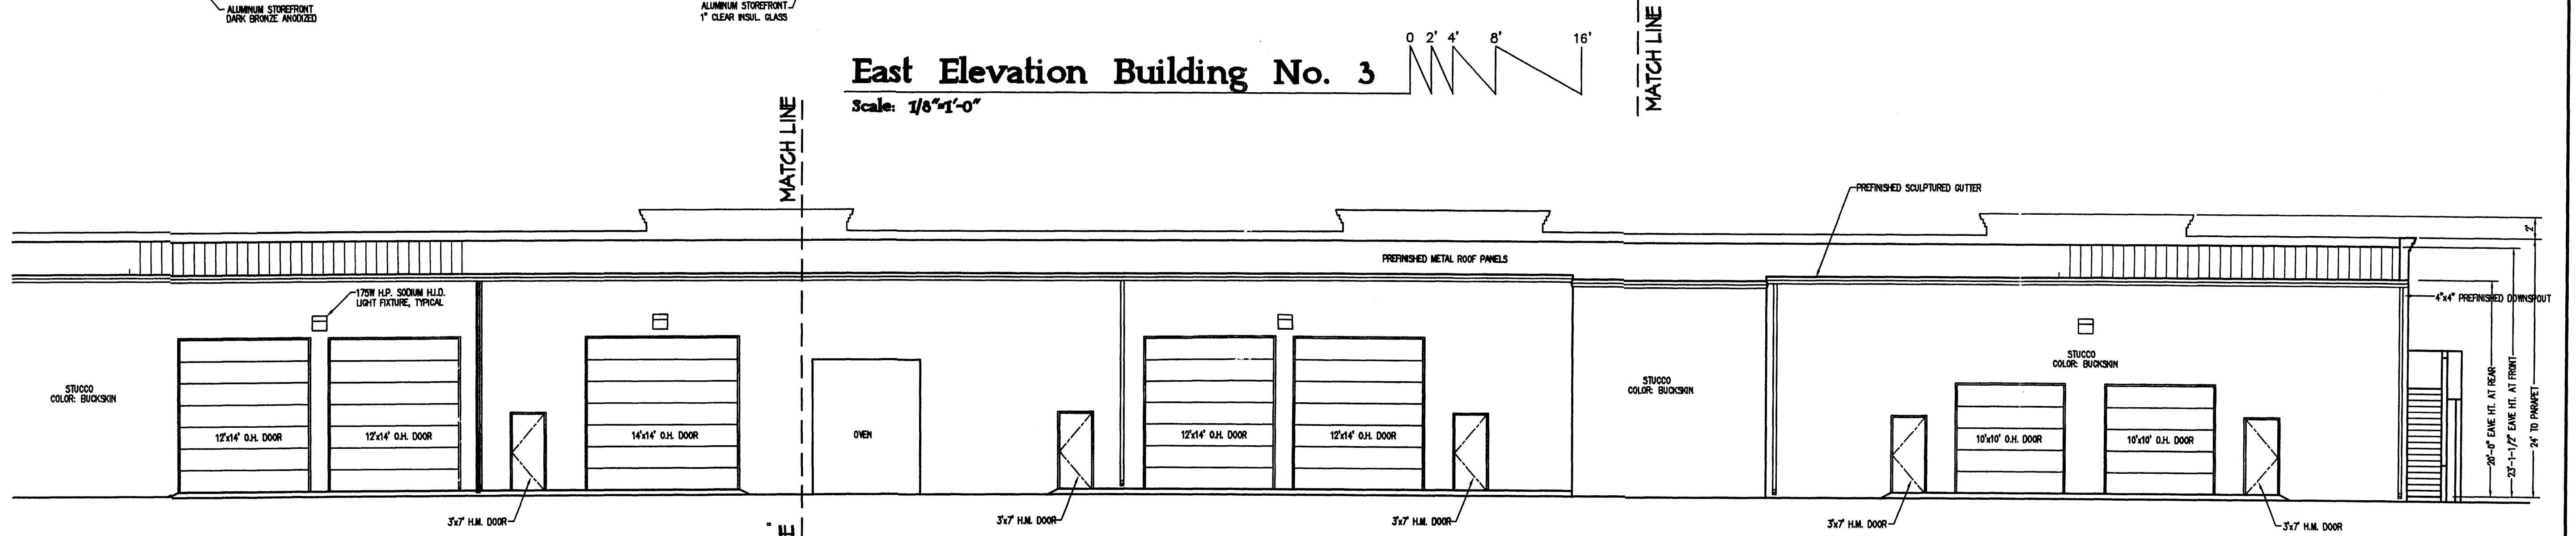 ALUMINUM STOREFRONT
DARK BRONZE ANODIZED
ALUMINUM STOREFRONT
1" CLEAR INSUL. GLASS
MATCH LINE
East Elevation Building No. 3
Scale: 1/8"=1'-0"
0 2' 4' 8' 16'
MATCH LINE
PREFINISHED SCULPTURED GUTTER
2'
PREFINISHED METAL ROOF PANELS
175W H.P. SODIUM H.I.D.
LIGHT FIXTURE, TYPICAL
4"x4" PREFINISHED DOWNSPOUT
STUCCO
COLOR: BUCKSKIN
STUCCO
COLOR: BUCKSKIN
STUCCO
COLOR: BUCKSKIN
12'x14' O.H. DOOR
12'x14' O.H. DOOR
14'x14' O.H. DOOR
OVEN
12'x14' O.H. DOOR
12'x14' O.H. DOOR
10'x10' O.H. DOOR
10'x10' O.H. DOOR
20'-0" EAVE HT. AT REAR
23'-1-1/2" EAVE HT. AT FRONT
24' TO PARAPET
3'x7' H.M. DOOR
3'x7' H.M. DOOR
3'x7' H.M. DOOR
3'x7' H.M. DOOR
3'x7' H.M. DOOR